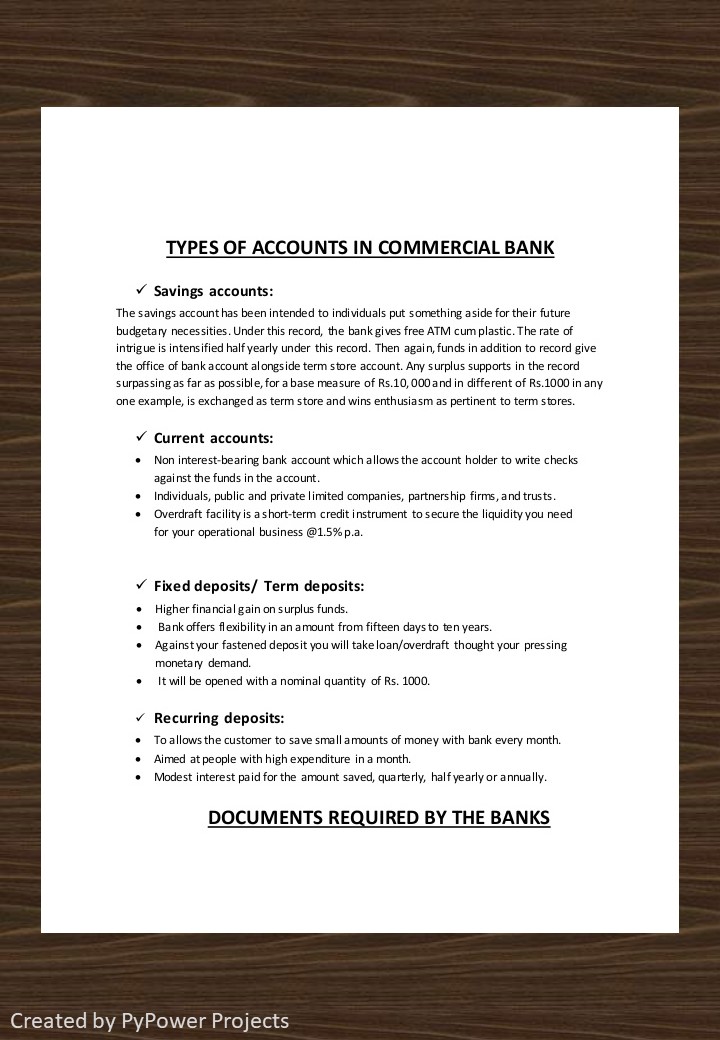 TYPES OF ACCOUNTS IN COMMERCIAL BANK
✓ Savings accounts:
The savings account has been intended to individuals put something aside for their future
budgetary necessities. Under this record, the bank gives free ATM cum plastic. The rate of
intrigue is intensified half yearly under this record. Then again, funds in addition to record give
the office of bank account alongside term store account. Any surplus supports in the record
surpassing as far as possible, for a base measure of Rs.10, 000 and in different of Rs.1000 in any
one example, is exchanged as term store and wins enthusiasm as pertinent to term stores.
✓ Current accounts:
• Non interest-bearing bank account which allows the account holder to write checks
against the funds in the account.
• Individuals, public and private limited companies, partnership firms, and trusts.
• Overdraft facility is a short-term credit instrument to secure the liquidity you need
for your operational business @1.5% p.a.
✓ Fixed deposits/ Term deposits:
• Higher financial gain on surplus funds.
• Bank offers flexibility in an amount from fifteen days to ten years.
• Against your fastened deposit you will take loan/overdraft thought your pressing
monetary demand.
• It will be opened with a nominal quantity of Rs. 1000.
✓ Recurring deposits:
• To allows the customer to save small amounts of money with bank every month.
• Aimed at people with high expenditure in a month.
• Modest interest paid for the amount saved, quarterly, half yearly or annually.
DOCUMENTS REQUIRED BY THE BANKS
Created by PyPower Projects